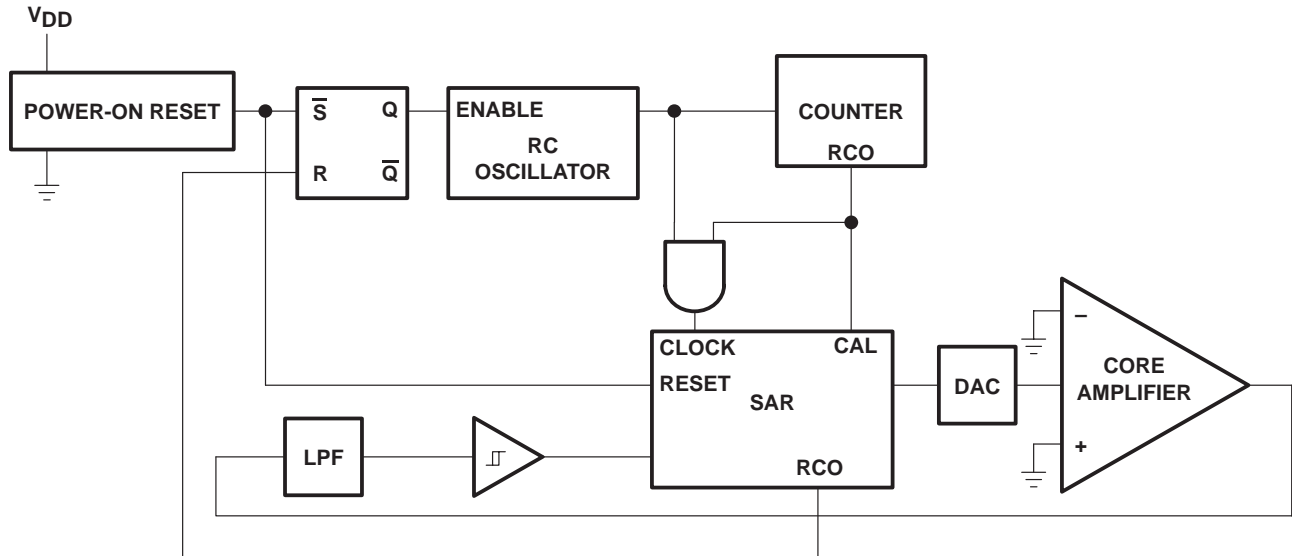 VDD
POWER-ON RESET
S̅ Q
R Q̅
ENABLE
RC
OSCILLATOR
COUNTER
RCO
CLOCK CAL
RESET
SAR
RCO
DAC
–
CORE
AMPLIFIER
+
LPF